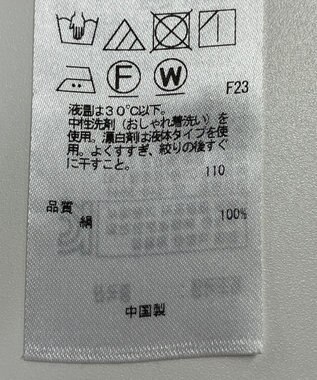 F W F23
液温は30℃以下。
中性洗剤(おしゃれ着洗い)を
使用。漂白剤は液体タイプを使
用。よくすすぎ、絞りの後すぐ
に干すこと。
110
品質
絹 100%
中国製